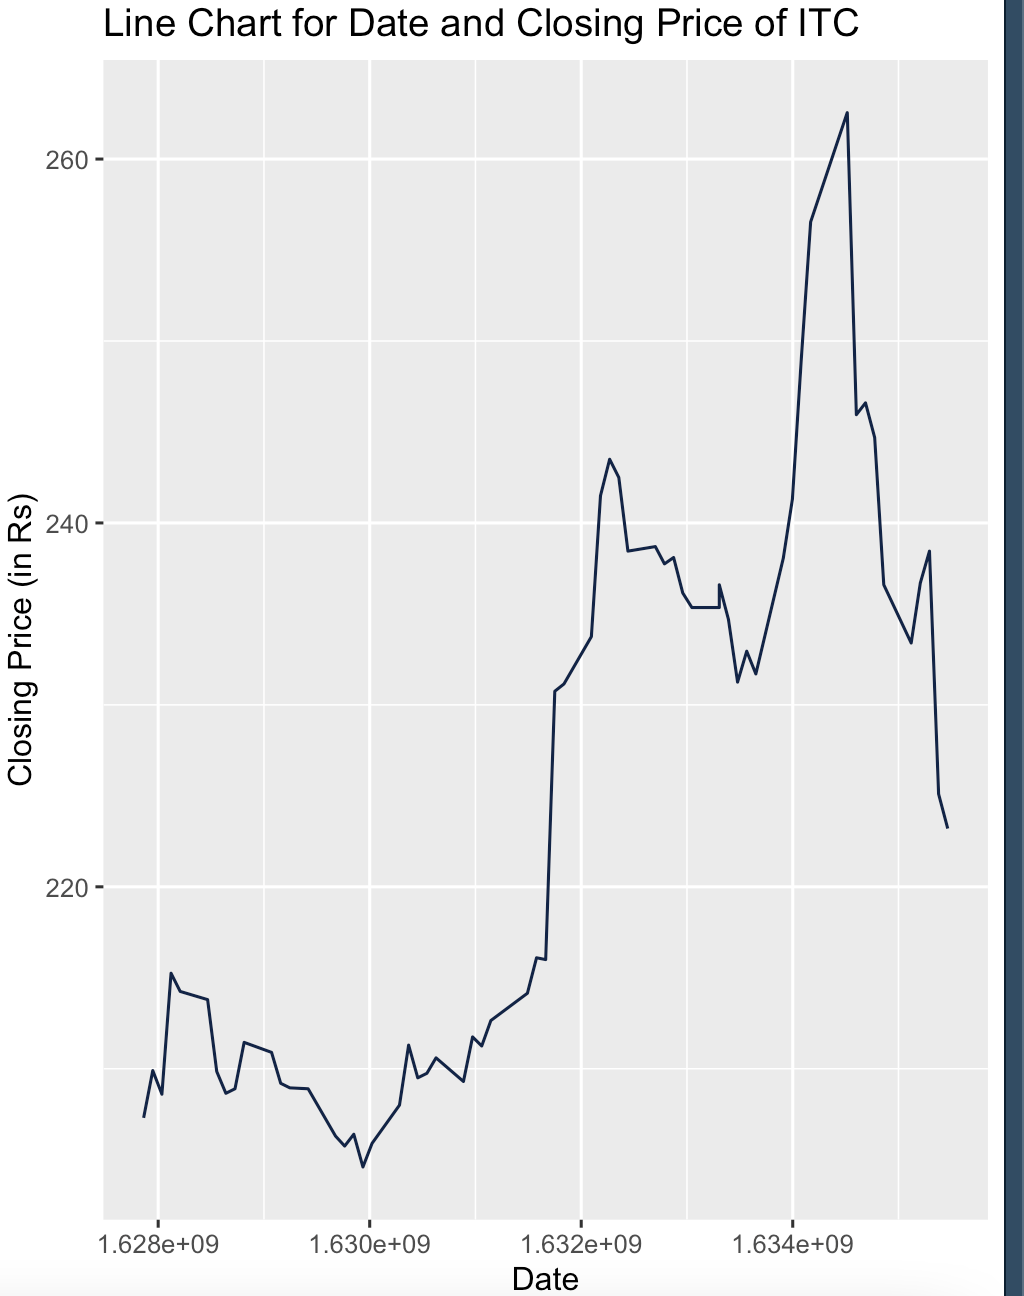 Line Chart for Date and Closing Price of ITC
260
240
220
Closing Price (in Rs)
1.628e+09 1.630e+09 1.632e+09 1.634e+09
Date